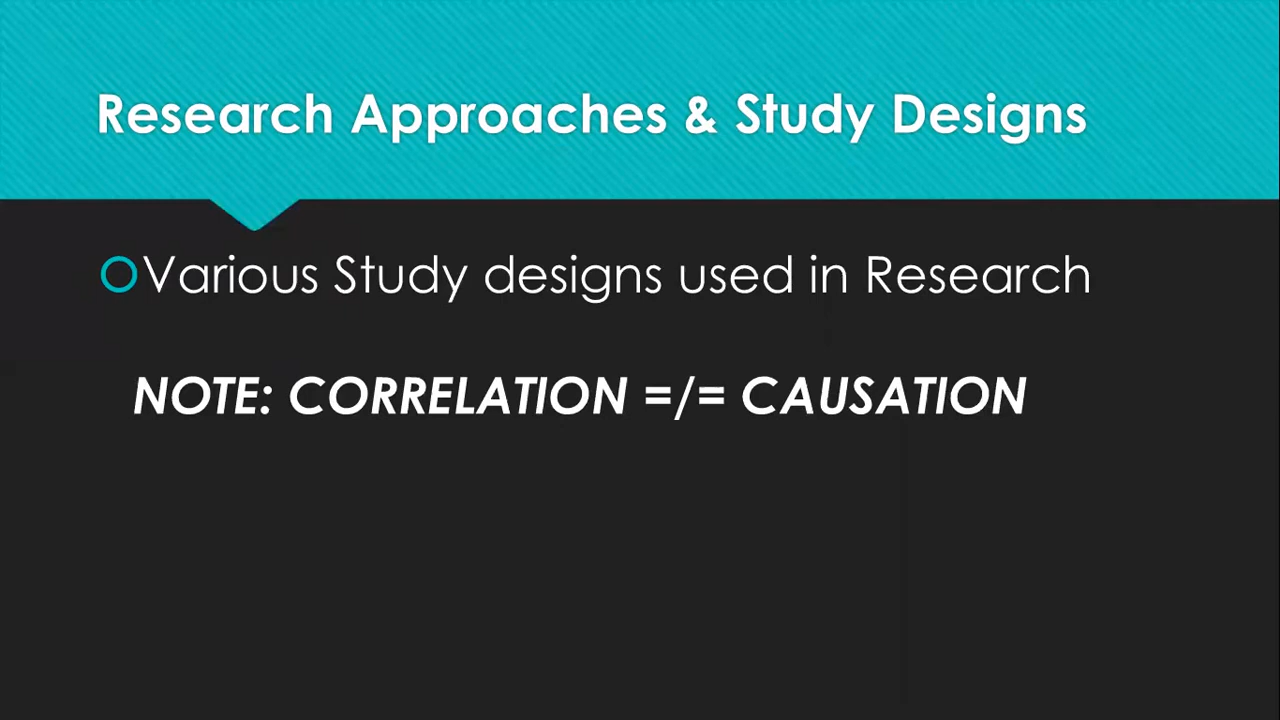 Research Approaches & Study Designs
Various Study designs used in Research
NOTE: CORRELATION =/= CAUSATION